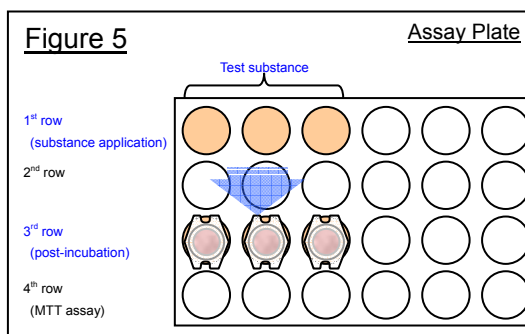 Figure 5
Assay Plate
Test substance
1st row
(substance application)
2nd row
3rd row
(post-incubation)
4th row
(MTT assay)